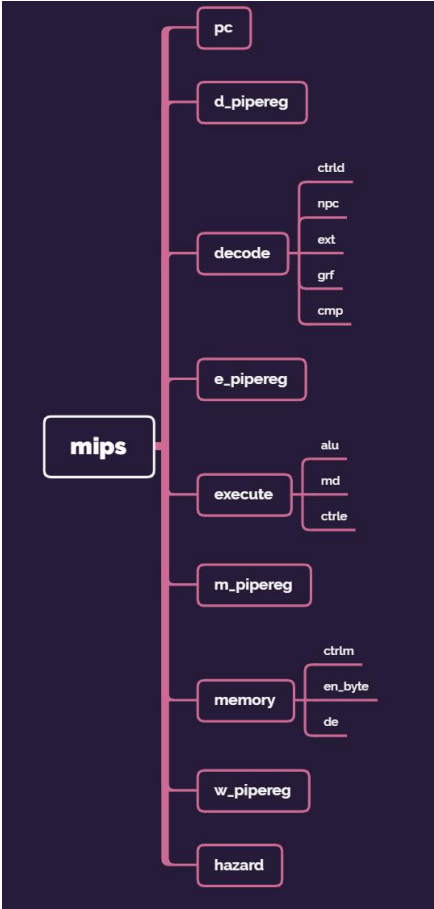 pc
d_pipereg
decode
ctrld
npc
ext
grf
cmp
e_pipereg
mips
execute
alu
md
ctrle
m_pipereg
memory
ctrlm
en_byte
de
w_pipereg
hazard